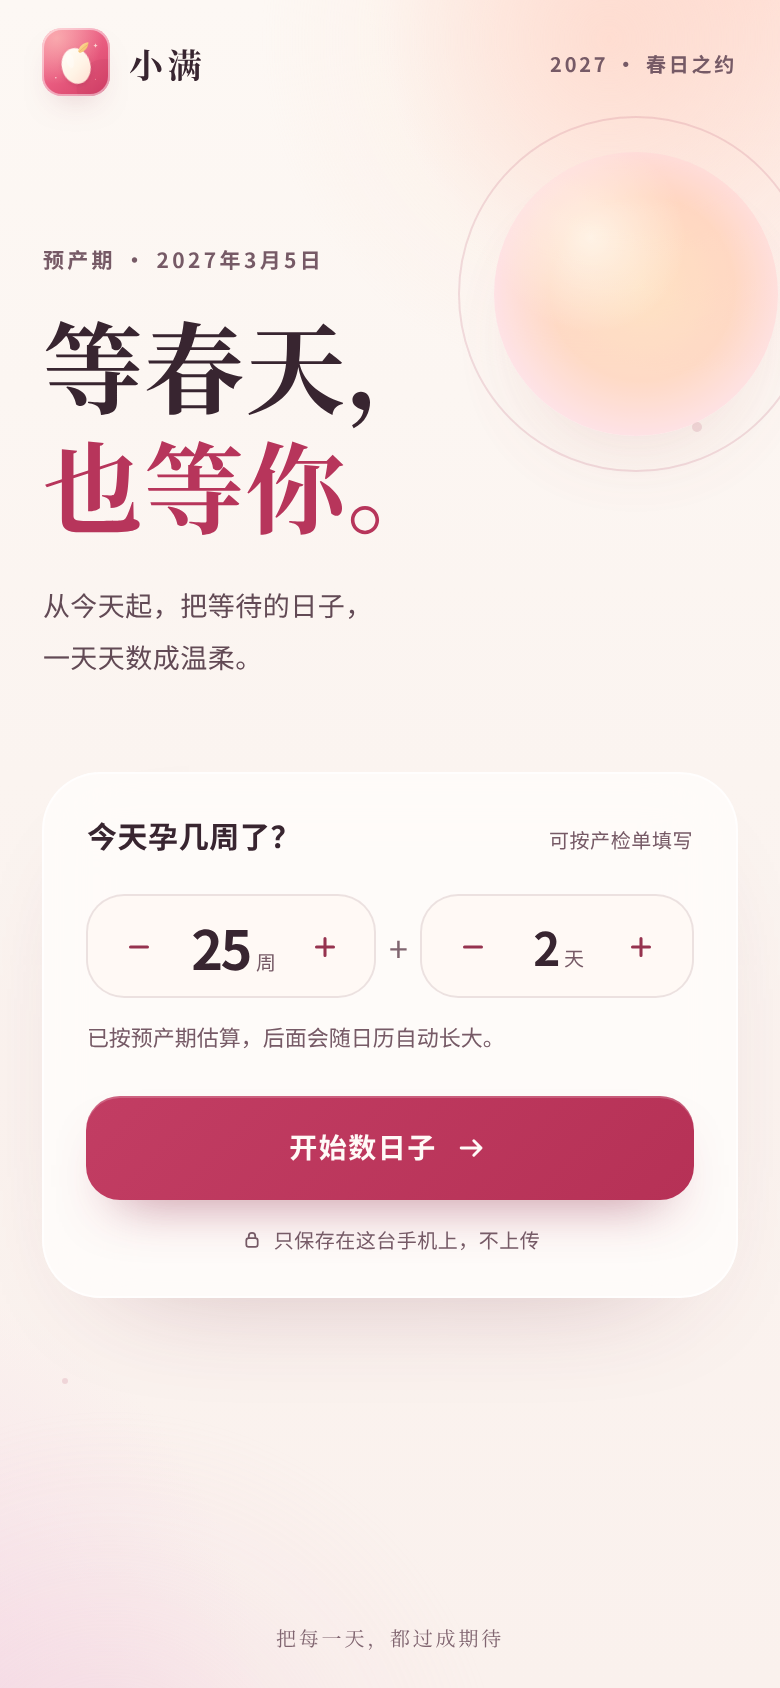 小满
2027 · 春日之约
预产期 · 2027年3月5日
等春天，
也等你。
从今天起，把等待的日子，
一天天数成温柔。
今天孕几周了？
可按产检单填写
− 25 周 + + − 2 天 +
已按预产期估算，后面会随日历自动长大。
开始数日子 →
只保存在这台手机上，不上传
把每一天，都过成期待